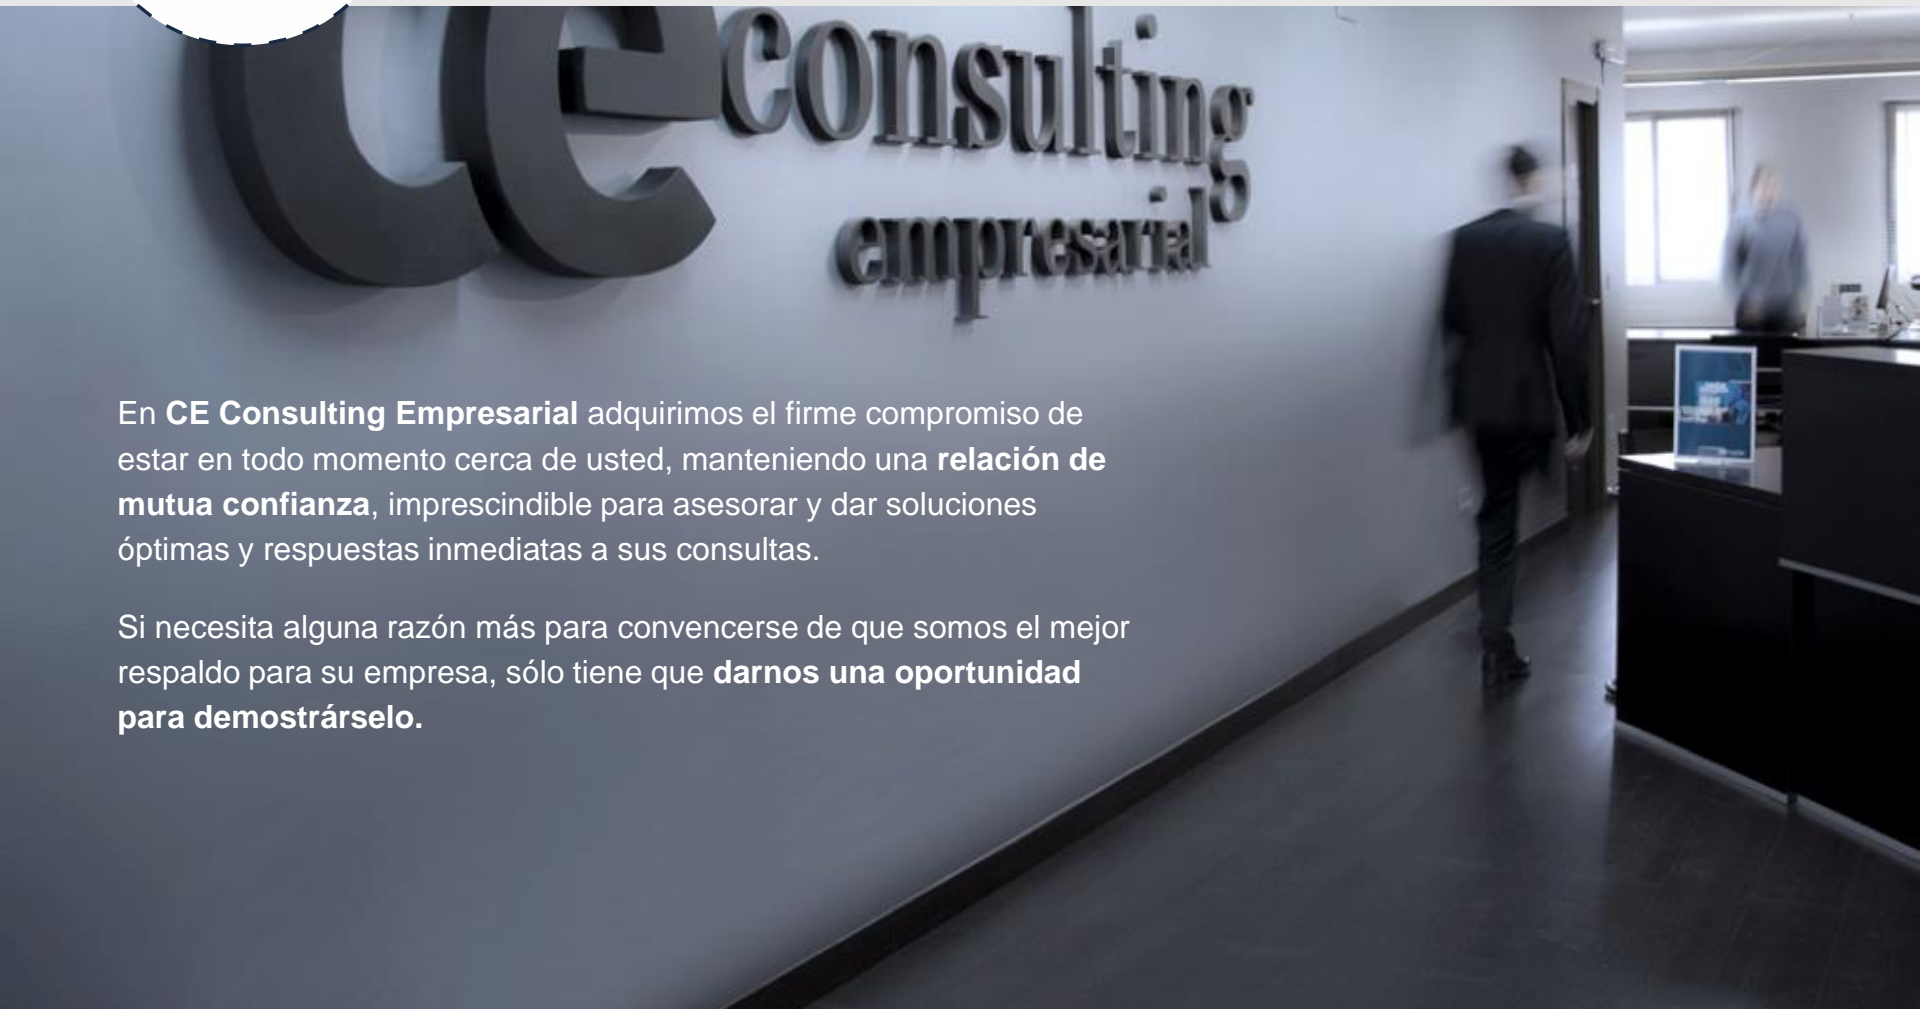 ce consulting
empresarial
En CE Consulting Empresarial adquirimos el firme compromiso de
estar en todo momento cerca de usted, manteniendo una relación de
mutua confianza, imprescindible para asesorar y dar soluciones
óptimas y respuestas inmediatas a sus consultas.
Si necesita alguna razón más para convencerse de que somos el mejor
respaldo para su empresa, sólo tiene que darnos una oportunidad
para demostrárselo.